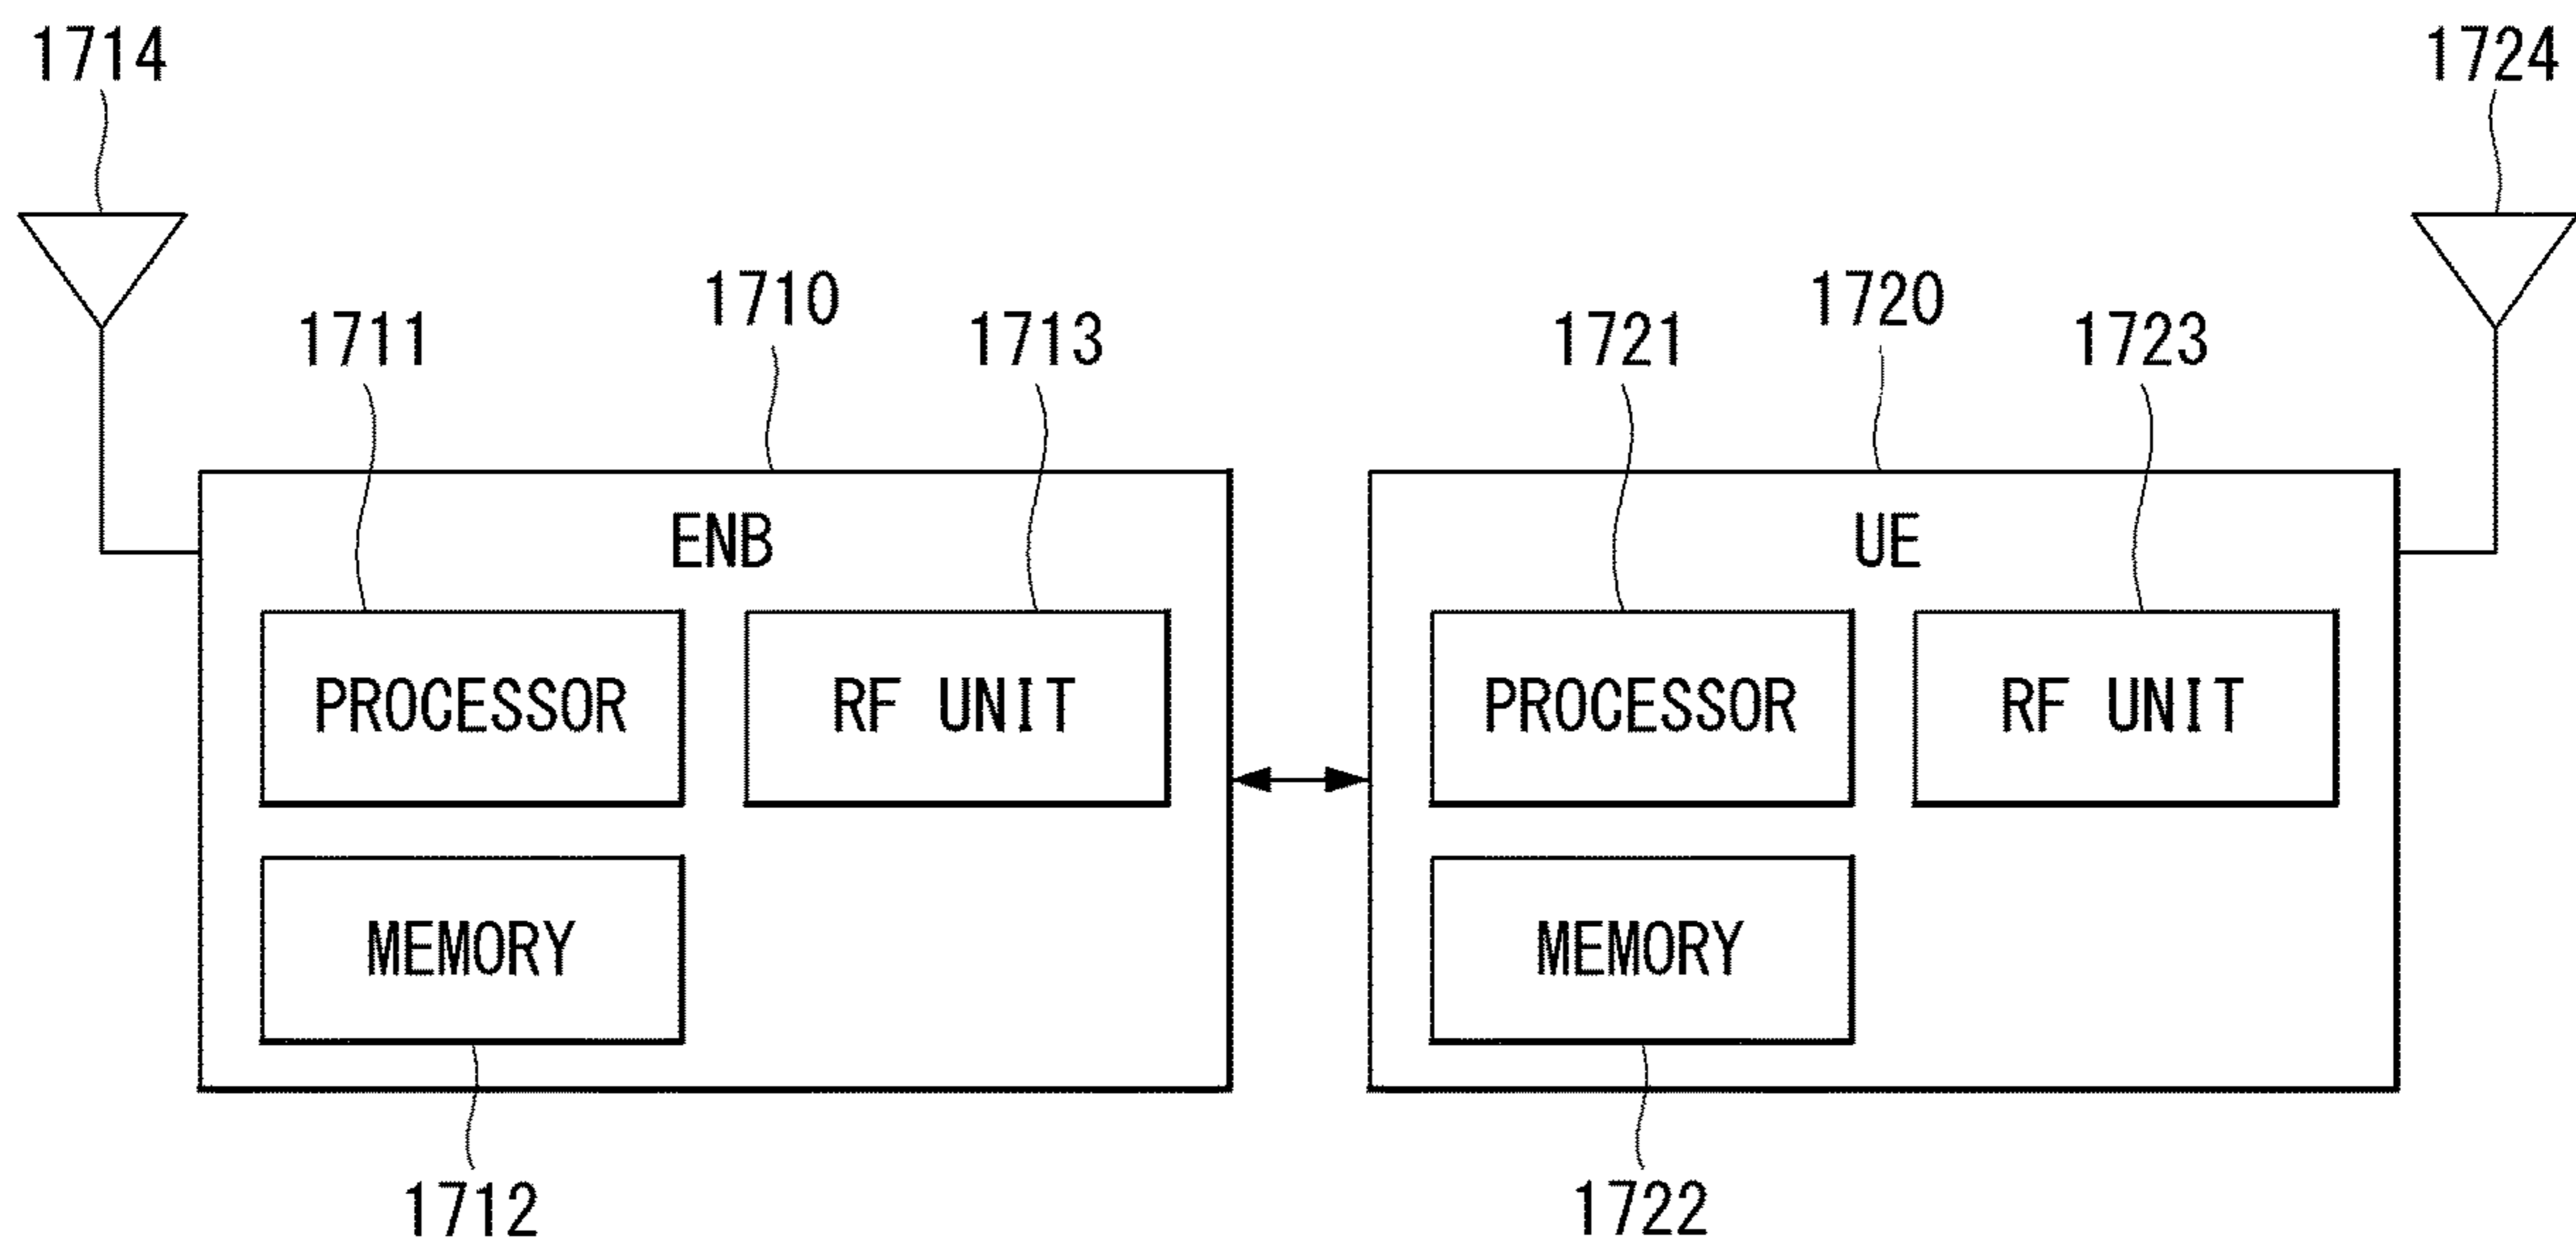 1714
1724
1710
1720
1711
1713
1721
1723
ENB
UE
PROCESSOR
RF UNIT
PROCESSOR
RF UNIT
MEMORY
MEMORY
1712
1722